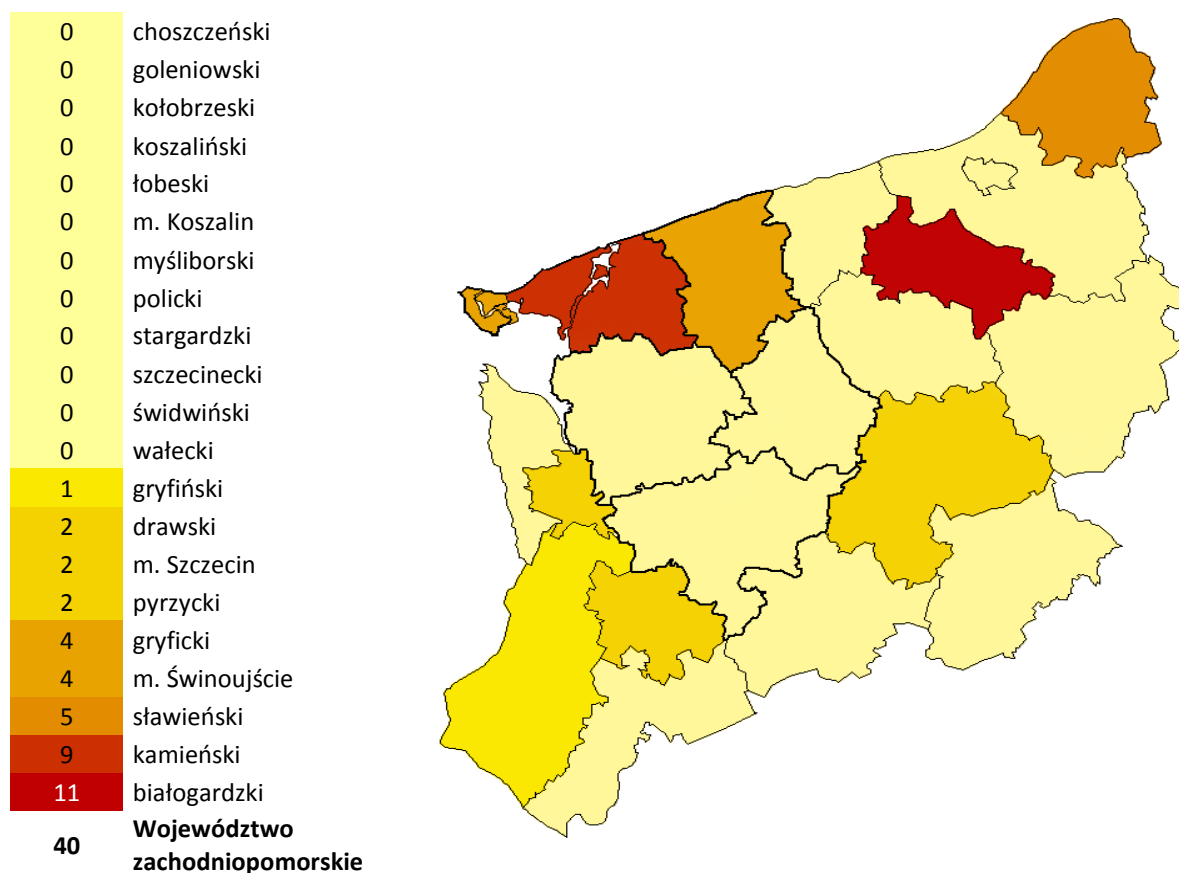 0 choszczeński
0 goleniowski
0 kołobrzeski
0 koszaliński
0 łobeski
0 m. Koszalin
0 myśliborski
0 policki
0 stargardzki
0 szczecinecki
0 świdwiński
0 wałecki
1 gryfiński
2 drawski
2 m. Szczecin
2 pyrzycki
4 gryficki
4 m. Świnoujście
5 sławieński
9 kamieński
11 białogardzki
40 Województwo
zachodniopomorskie